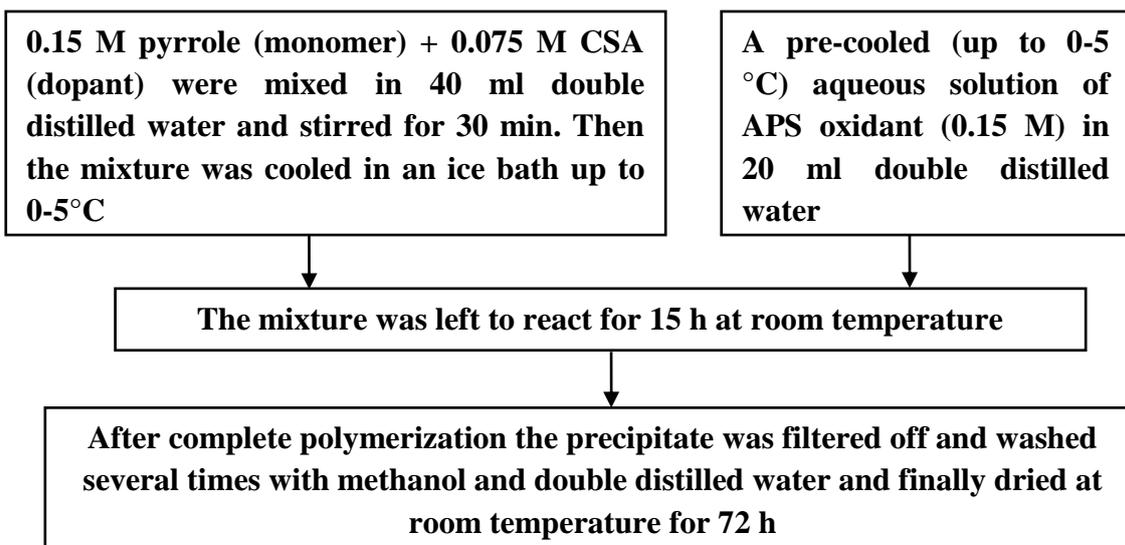 0.15 M pyrrole (monomer) + 0.075 M CSA
(dopant) were mixed in 40 ml double
distilled water and stirred for 30 min. Then
the mixture was cooled in an ice bath up to
0-5°C
A pre-cooled (up to 0-5
°C) aqueous solution of
APS oxidant (0.15 M) in
20 ml double distilled
water
The mixture was left to react for 15 h at room temperature
After complete polymerization the precipitate was filtered off and washed
several times with methanol and double distilled water and finally dried at
room temperature for 72 h